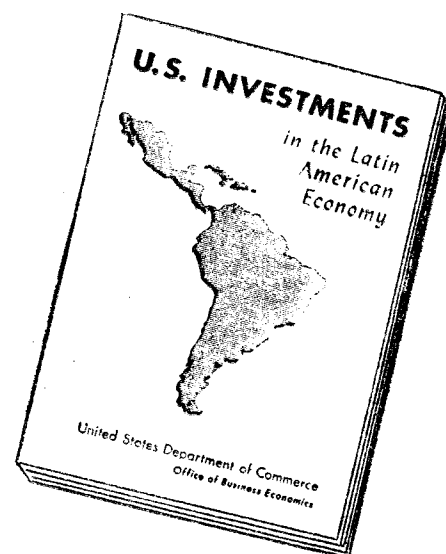 U.S. INVESTMENTS
in the Latin
American
Economy
United States Department of Commerce
Office of Business Economics